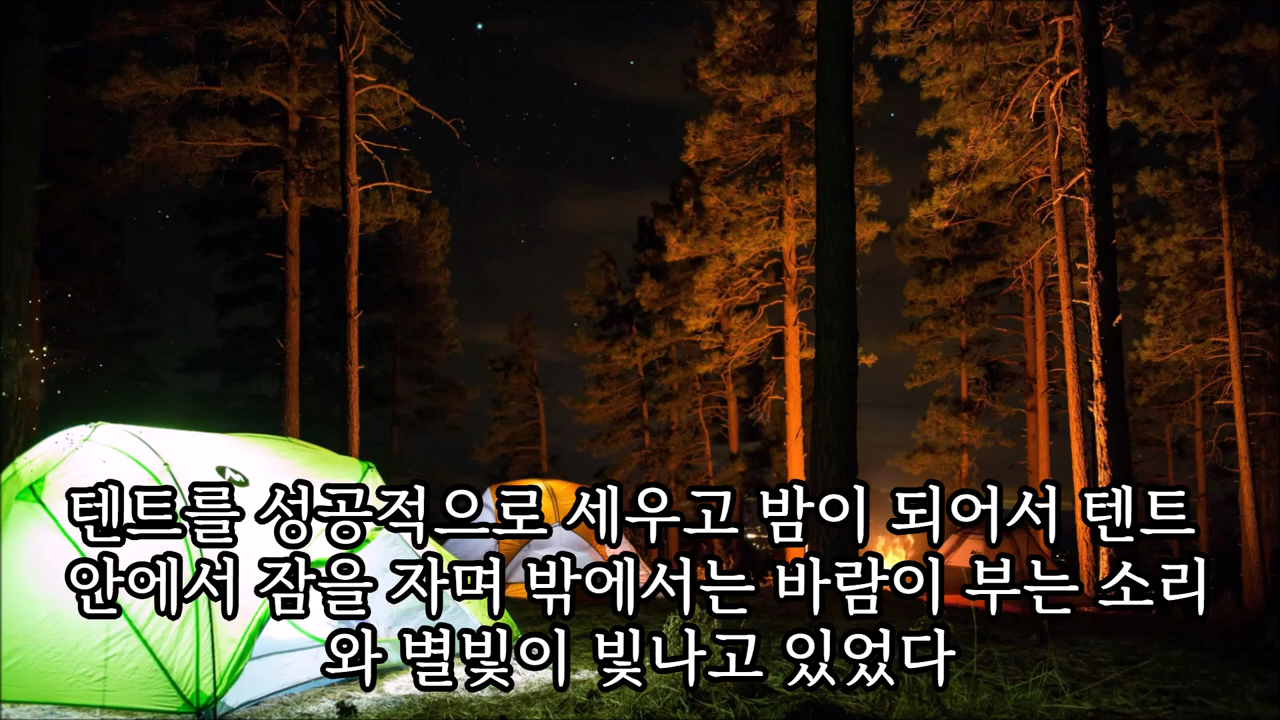 텐트를 성공적으로 세우고 밤이 되어서 텐트
안에서 잠을 자며 밖에서는 바람이 부는 소리
와 별빛이 빛나고 있었다